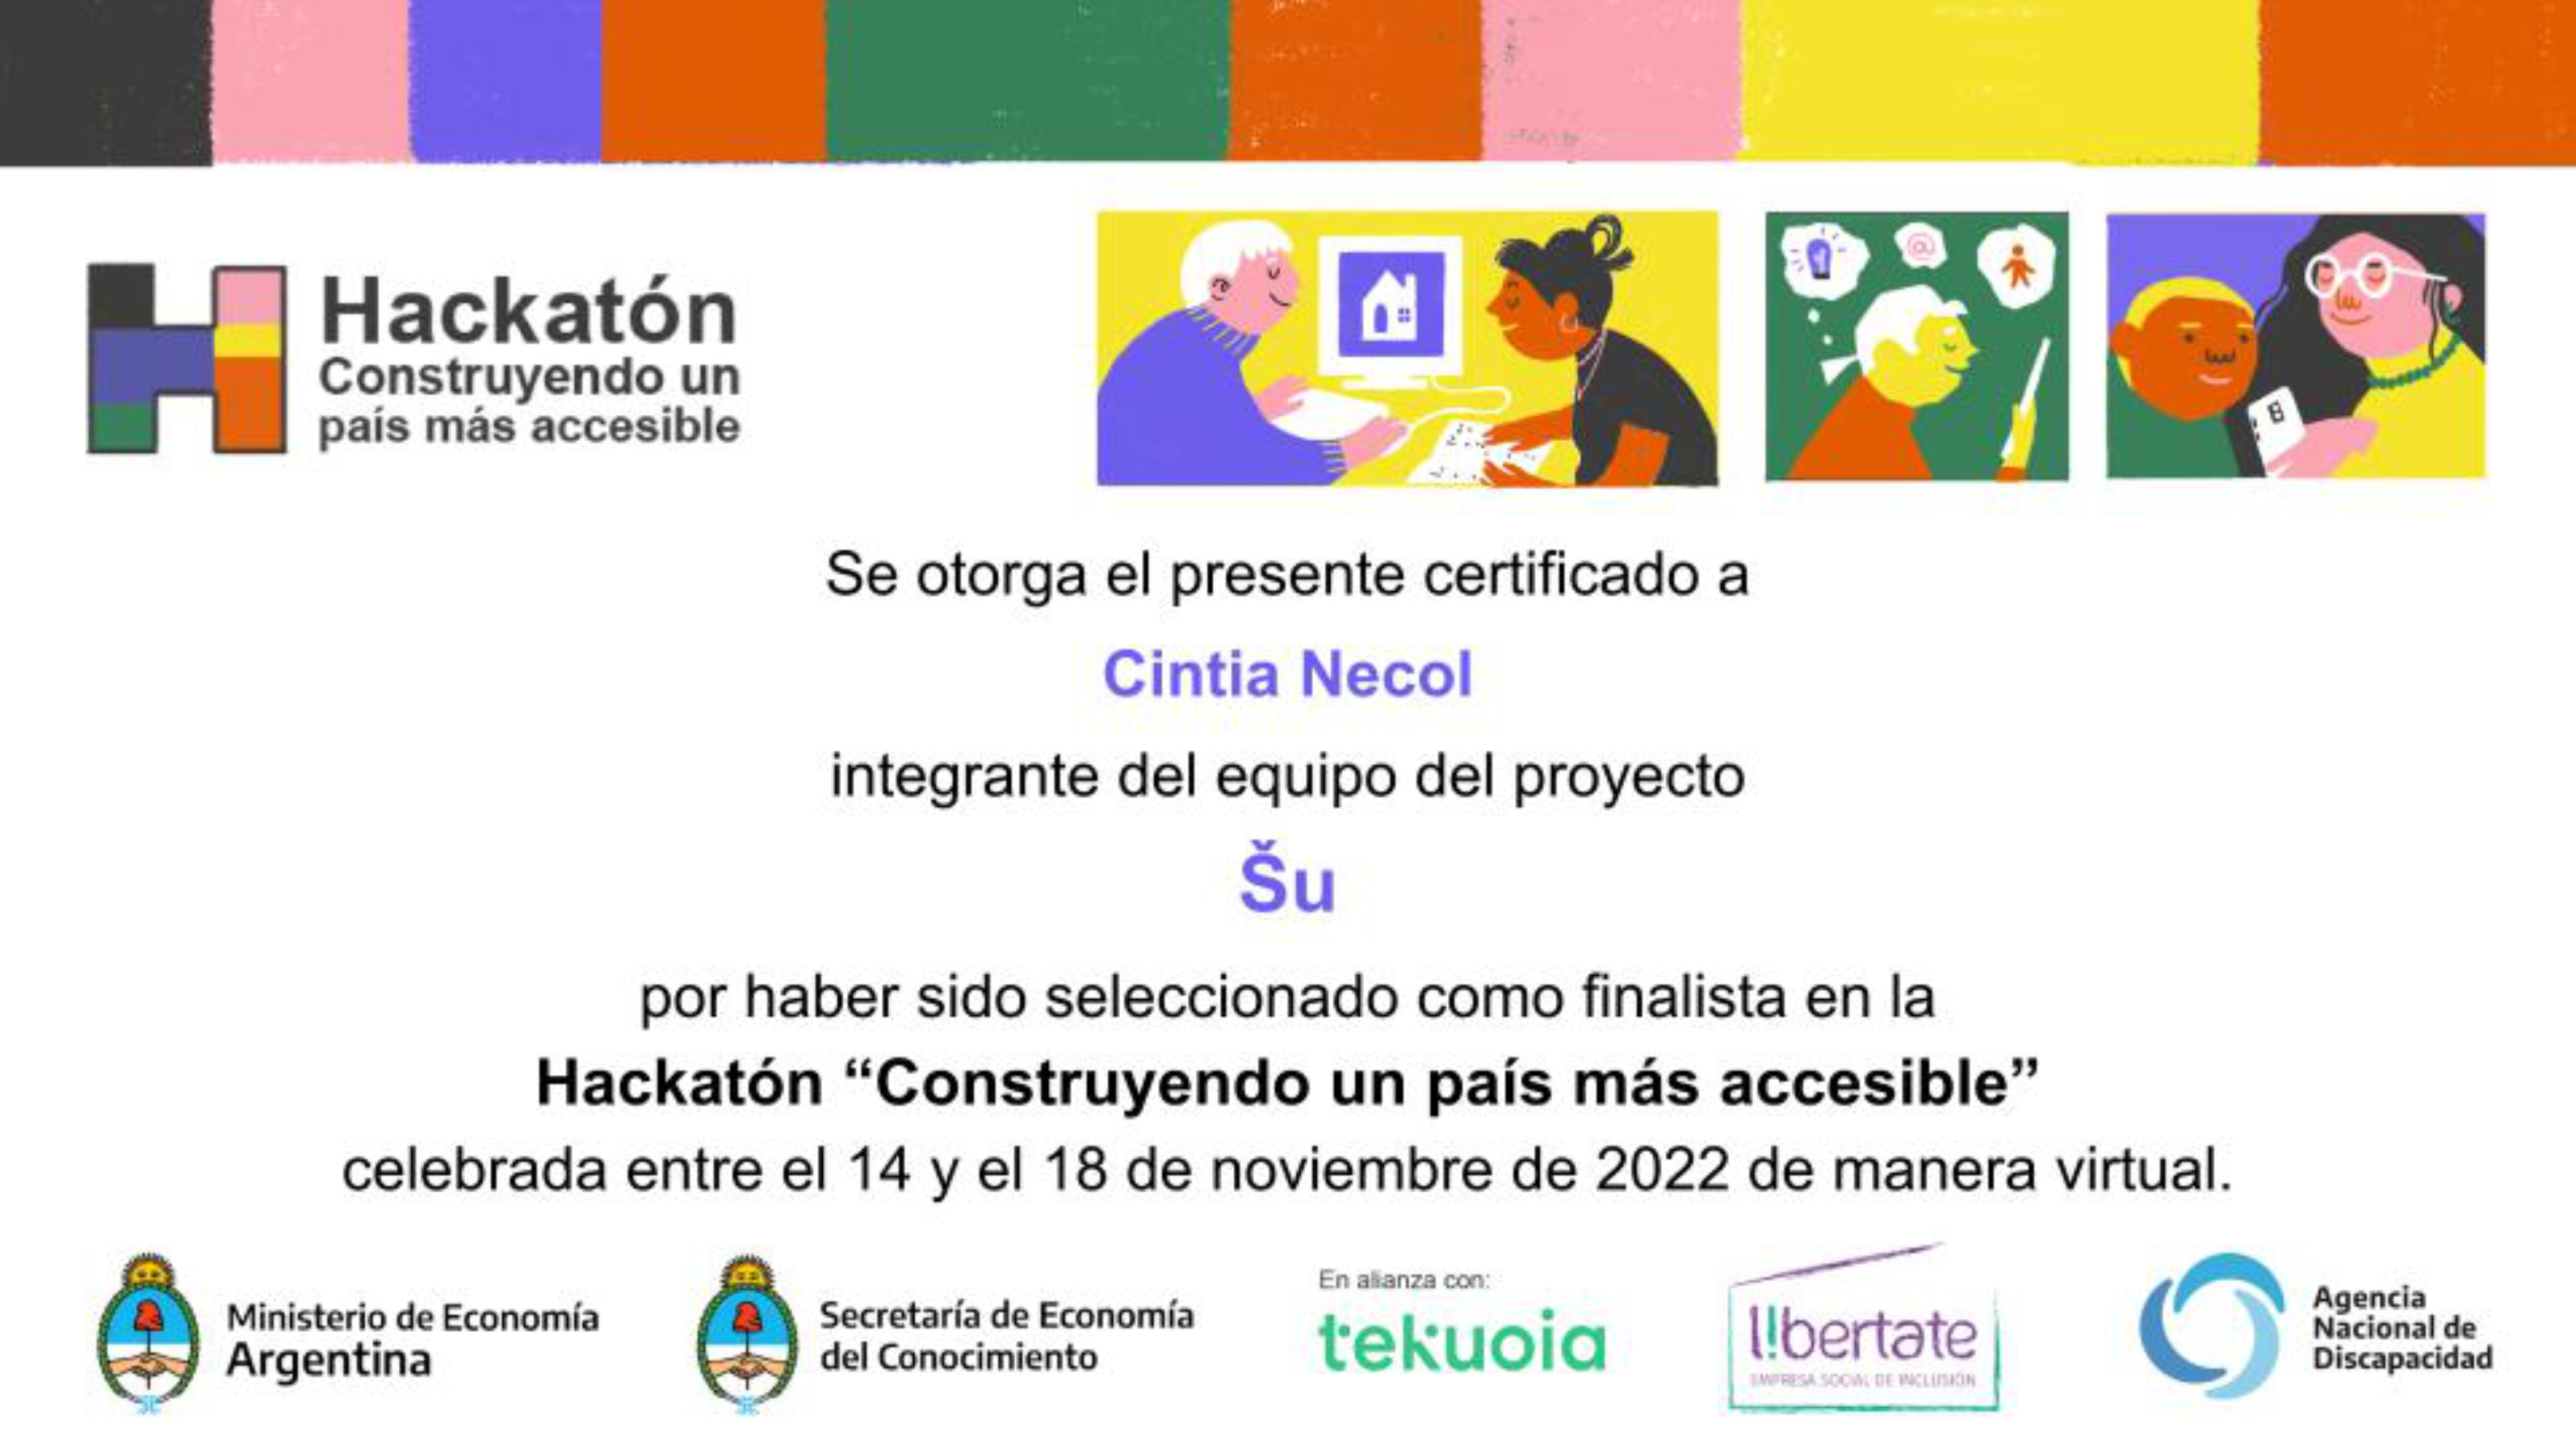 Hackatón
Construyendo un
país más accesible
Se otorga el presente certificado a
Cintia Necol
integrante del equipo del proyecto
Šu
por haber sido seleccionado como finalista en la
Hackatón “Construyendo un país más accesible”
celebrada entre el 14 y el 18 de noviembre de 2022 de manera virtual.
Ministerio de Economía
Argentina
Secretaría de Economía
del Conocimiento
En alianza con:
tekuoia
l!bertate
EMPRESA SOCIAL DE INCLUSIÓN
Agencia
Nacional de
Discapacidad